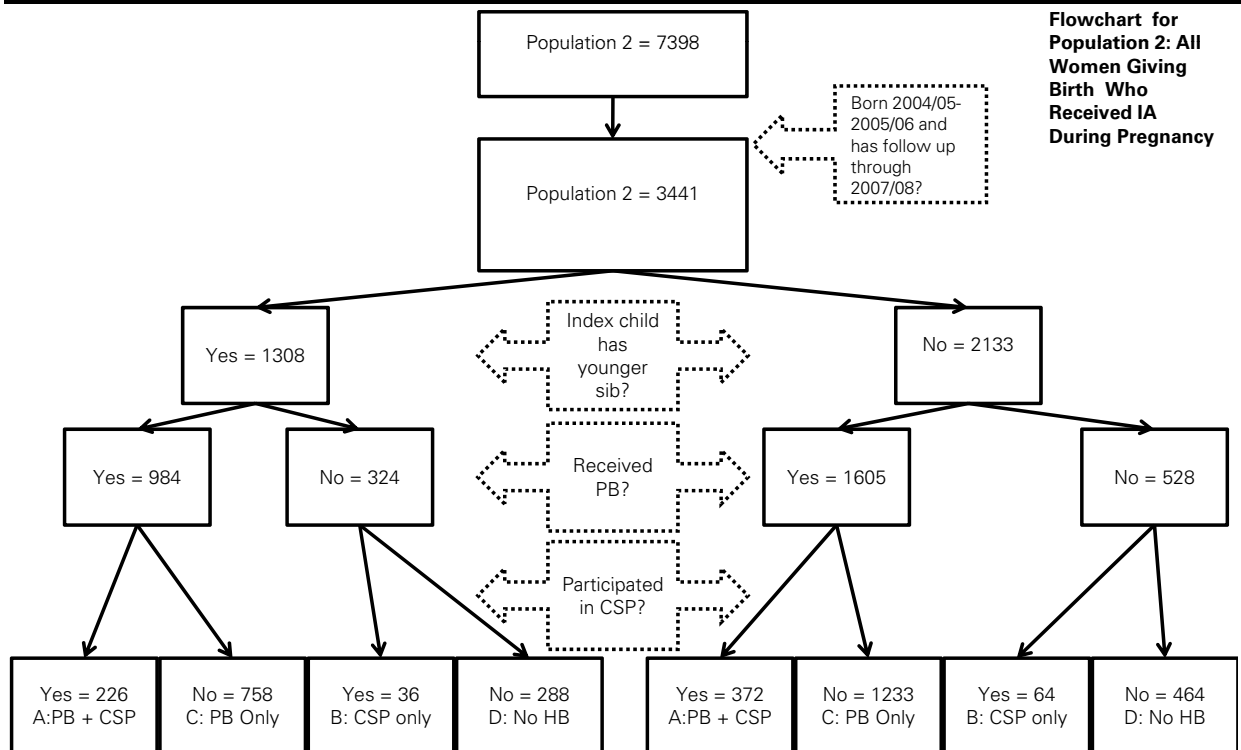 Flowchart for
Population 2: All
Women Giving
Birth Who
Received IA
During Pregnancy
Population 2 = 7398
Born 2004/05-
2005/06 and
has follow up
through
2007/08?
Population 2 = 3441
Yes = 1308
Index child
has
younger
sib?
No = 2133
Yes = 984
No = 324
Received
PB?
Yes = 1605
No = 528
Participated
in CSP?
Yes = 226
A:PB + CSP
No = 758
C: PB Only
Yes = 36
B: CSP only
No = 288
D: No HB
Yes = 372
A:PB + CSP
No = 1233
C: PB Only
Yes = 64
B: CSP only
No = 464
D: No HB